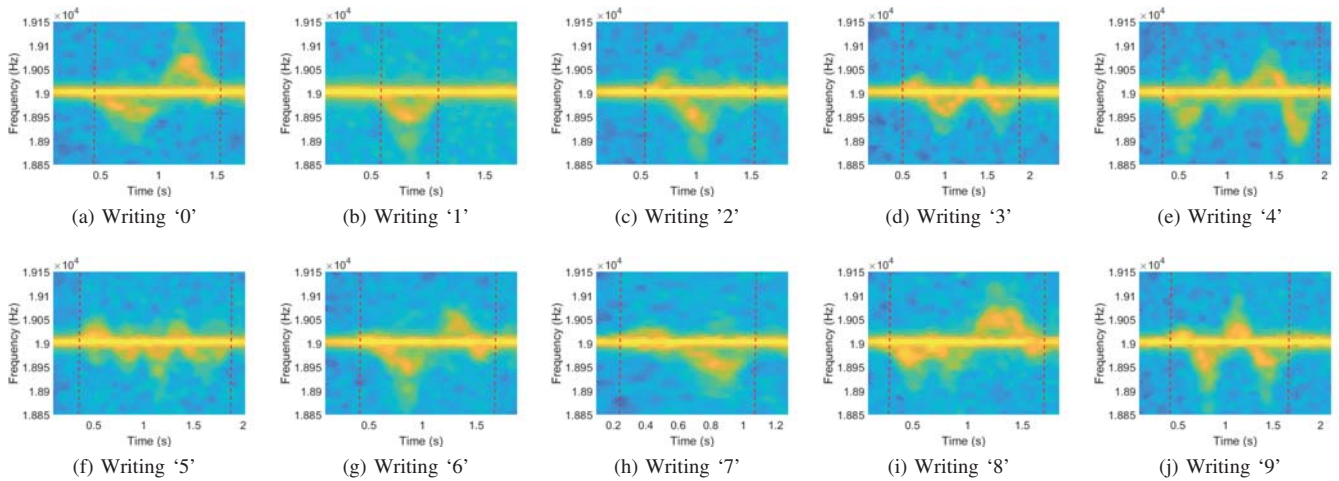 ×10⁴ ×10⁴ ×10⁴ ×10⁴ ×10⁴
1.915 1.915 1.915 1.915 1.915
1.91 1.91 1.91 1.91 1.91
1.905 1.905 1.905 1.905 1.905
1.9 1.9 1.9 1.9 1.9
1.895 1.895 1.895 1.895 1.895
1.89 1.89 1.89 1.89 1.89
1.885 1.885 1.885 1.885 1.885
Frequency (Hz) Frequency (Hz) Frequency (Hz) Frequency (Hz) Frequency (Hz)
0.5 1 1.5 0.5 1 1.5 0.5 1 1.5 0.5 1 1.5 2 0.5 1 1.5 2
Time (s) Time (s) Time (s) Time (s) Time (s)
(a) Writing ‘0’ (b) Writing ‘1’ (c) Writing ‘2’ (d) Writing ‘3’ (e) Writing ‘4’
×10⁴ ×10⁴ ×10⁴ ×10⁴ ×10⁴
1.915 1.915 1.915 1.915 1.915
1.91 1.91 1.91 1.91 1.91
1.905 1.905 1.905 1.905 1.905
1.9 1.9 1.9 1.9 1.9
1.895 1.895 1.895 1.895 1.895
1.89 1.89 1.89 1.89 1.89
1.885 1.885 1.885 1.885 1.885
Frequency (Hz) Frequency (Hz) Frequency (Hz) Frequency (Hz) Frequency (Hz)
0.5 1 1.5 2 0.5 1 1.5 0.2 0.4 0.6 0.8 1 1.2 0.5 1 1.5 0.5 1 1.5 2
Time (s) Time (s) Time (s) Time (s) Time (s)
(f) Writing ‘5’ (g) Writing ‘6’ (h) Writing ‘7’ (i) Writing ‘8’ (j) Writing ‘9’